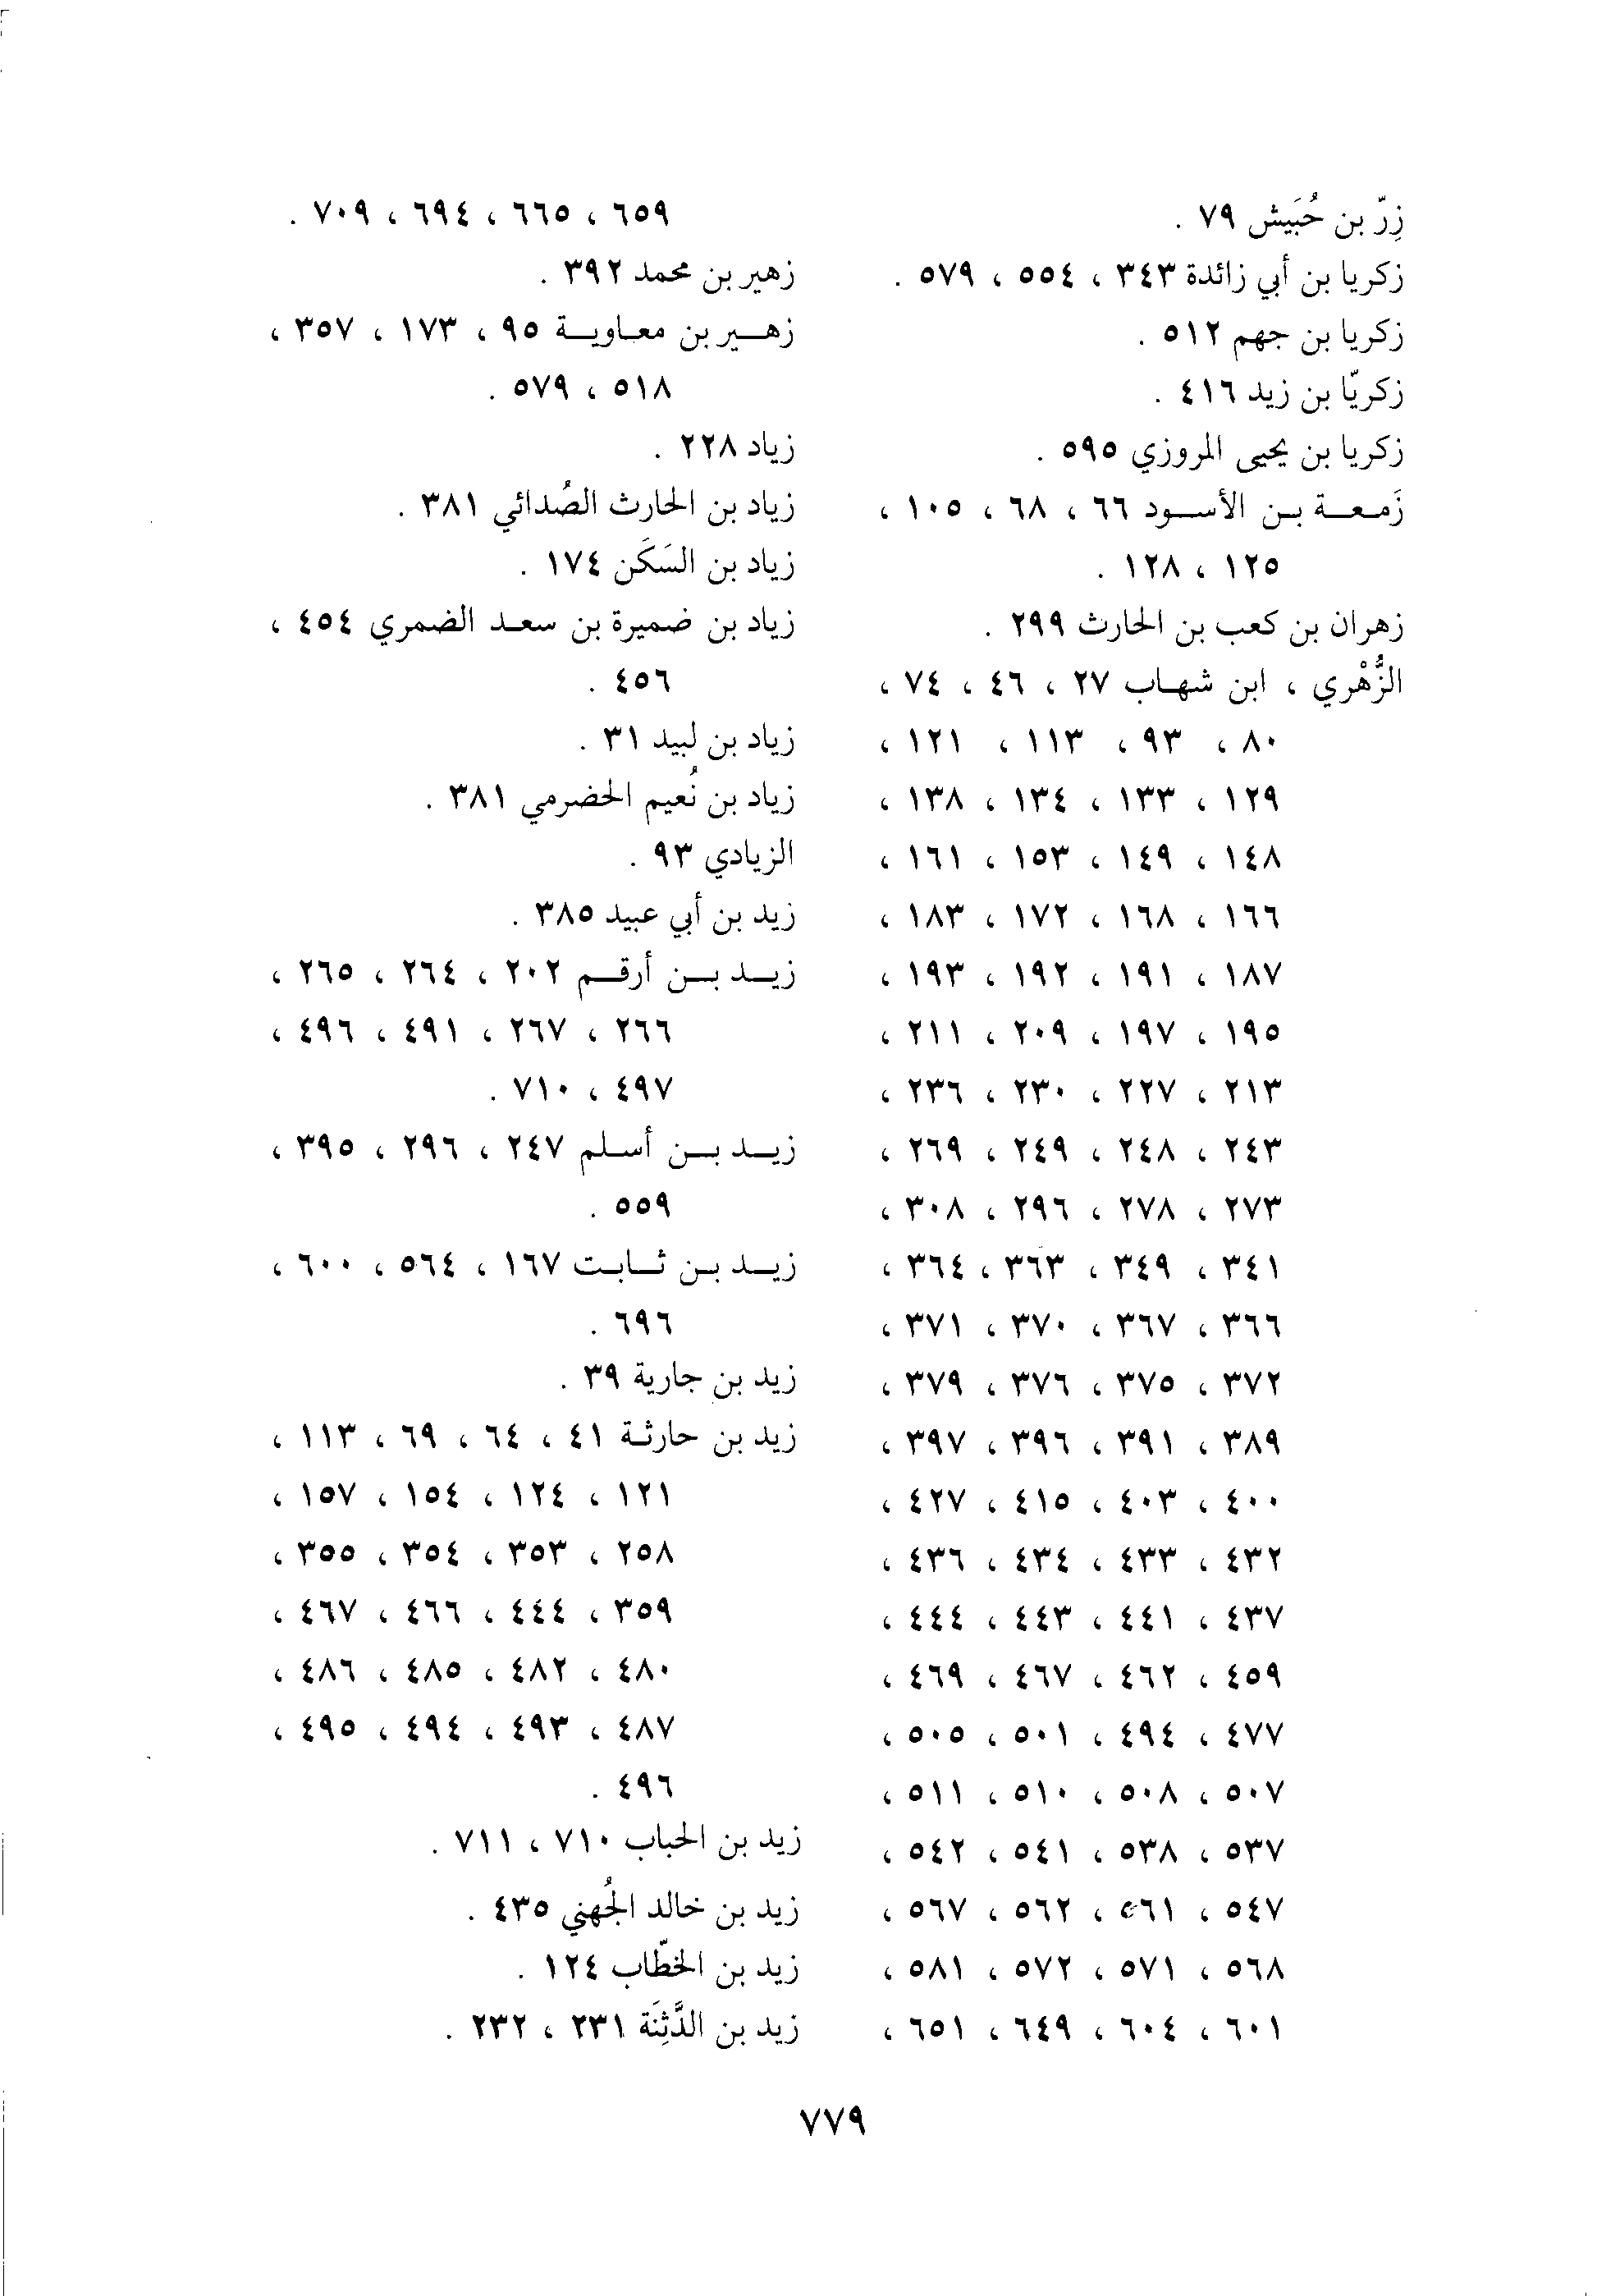 زِرّ بن حُبَيش ٧٩ .
زكريا بن أبي زائدة ٣٤٣ ، ٥٥٤ ، ٥٧٩ .
زكريا بن جهم ٥١٢ .
زكريّا بن زيد ٤١٦ .
زكريا بن يحيى المروزي ٥٩٥ .
زَمعة بن الأسود ٦٦ ، ٦٨ ، ١٠٥ ،
١٢٥ ، ١٢٨ .
زهران بن كعب بن الحارث ٢٩٩ .
الزُّهْري ، ابن شهاب ٢٧ ، ٤٦ ، ٧٤ ،
٨٠ ، ٩٣ ، ١١٣ ، ١٢١ ،
١٢٩ ، ١٣٣ ، ١٣٤ ، ١٣٨ ،
١٤٨ ، ١٤٩ ، ١٥٣ ، ١٦١ ،
١٦٦ ، ١٦٨ ، ١٧٢ ، ١٨٣ ،
١٨٧ ، ١٩١ ، ١٩٢ ، ١٩٣ ،
١٩٥ ، ١٩٧ ، ٢٠٩ ، ٢١١ ،
٢١٣ ، ٢٢٧ ، ٢٣٠ ، ٢٣٦ ،
٢٤٣ ، ٢٤٨ ، ٢٤٩ ، ٢٦٩ ،
٢٧٣ ، ٢٧٨ ، ٢٩٦ ، ٣٠٨ ،
٣٤١ ، ٣٤٩ ، ٣٦٣ ، ٣٦٤ ،
٣٦٦ ، ٣٦٧ ، ٣٧٠ ، ٣٧١ ،
٣٧٢ ، ٣٧٥ ، ٣٧٦ ، ٣٧٩ ،
٣٨٩ ، ٣٩١ ، ٣٩٦ ، ٣٩٧ ،
٤٠٠ ، ٤٠٣ ، ٤١٥ ، ٤٢٧ ،
٤٣٢ ، ٤٣٣ ، ٤٣٤ ، ٤٣٦ ،
٤٣٧ ، ٤٤١ ، ٤٤٣ ، ٤٤٤ ،
٤٥٩ ، ٤٦٢ ، ٤٦٧ ، ٤٦٩ ،
٤٧٧ ، ٤٩٤ ، ٥٠١ ، ٥٠٥ ،
٥٠٧ ، ٥٠٨ ، ٥١٠ ، ٥١١ ،
٥٣٧ ، ٥٣٨ ، ٥٤١ ، ٥٤٢ ،
٥٤٧ ، ٥٦١ ، ٥٦٢ ، ٥٦٧ ،
٥٦٨ ، ٥٧١ ، ٥٧٢ ، ٥٨١ ،
٦٠١ ، ٦٠٤ ، ٦٤٩ ، ٦٥١ ،
٦٥٩ ، ٦٦٥ ، ٦٩٤ ، ٧٠٩ .
زهير بن محمد ٣٩٢ .
زهير بن معاوية ٩٥ ، ١٧٣ ، ٣٥٧ ،
٥١٨ ، ٥٧٩ .
زياد ٢٢٨ .
زياد بن الحارث الصُدائي ٣٨١ .
زياد بن السَكَن ١٧٤ .
زياد بن ضميرة بن سعد الضمري ٤٥٤ ،
٤٥٦ .
زياد بن لبيد ٣١ .
زياد بن نُعيم الحضرمي ٣٨١ .
الزيادي ٩٣ .
زيد بن أبي عبيد ٣٨٥ .
زيد بن أرقم ٢٠٢ ، ٢٦٤ ، ٢٦٥ ،
٢٦٦ ، ٢٦٧ ، ٤٩١ ، ٤٩٦ ،
٤٩٧ ، ٧١٠ .
زيد بن أسلم ٢٤٧ ، ٢٩٦ ، ٣٩٥ ،
٥٥٩ .
زيد بن ثابت ١٦٧ ، ٥٦٤ ، ٦٠٠ ،
٦٩٦ .
زيد بن جارية ٣٩ .
زيد بن حارثة ٤١ ، ٦٤ ، ٦٩ ، ١١٣ ،
١٢١ ، ١٢٤ ، ١٥٤ ، ١٥٧ ،
٢٥٨ ، ٣٥٣ ، ٣٥٤ ، ٣٥٥ ،
٣٥٩ ، ٤٤٤ ، ٤٦٦ ، ٤٦٧ ،
٤٨٠ ، ٤٨٢ ، ٤٨٥ ، ٤٨٦ ،
٤٨٧ ، ٤٩٣ ، ٤٩٤ ، ٤٩٥ ،
٤٩٦ .
زيد بن الحباب ٧١٠ ، ٧١١ .
زيد بن خالد الجُهني ٤٣٥ .
زيد بن الخطّاب ١٢٤ .
زيد بن الدَّثِنَة ٢٣١ ، ٢٣٢ .
٧٧٩